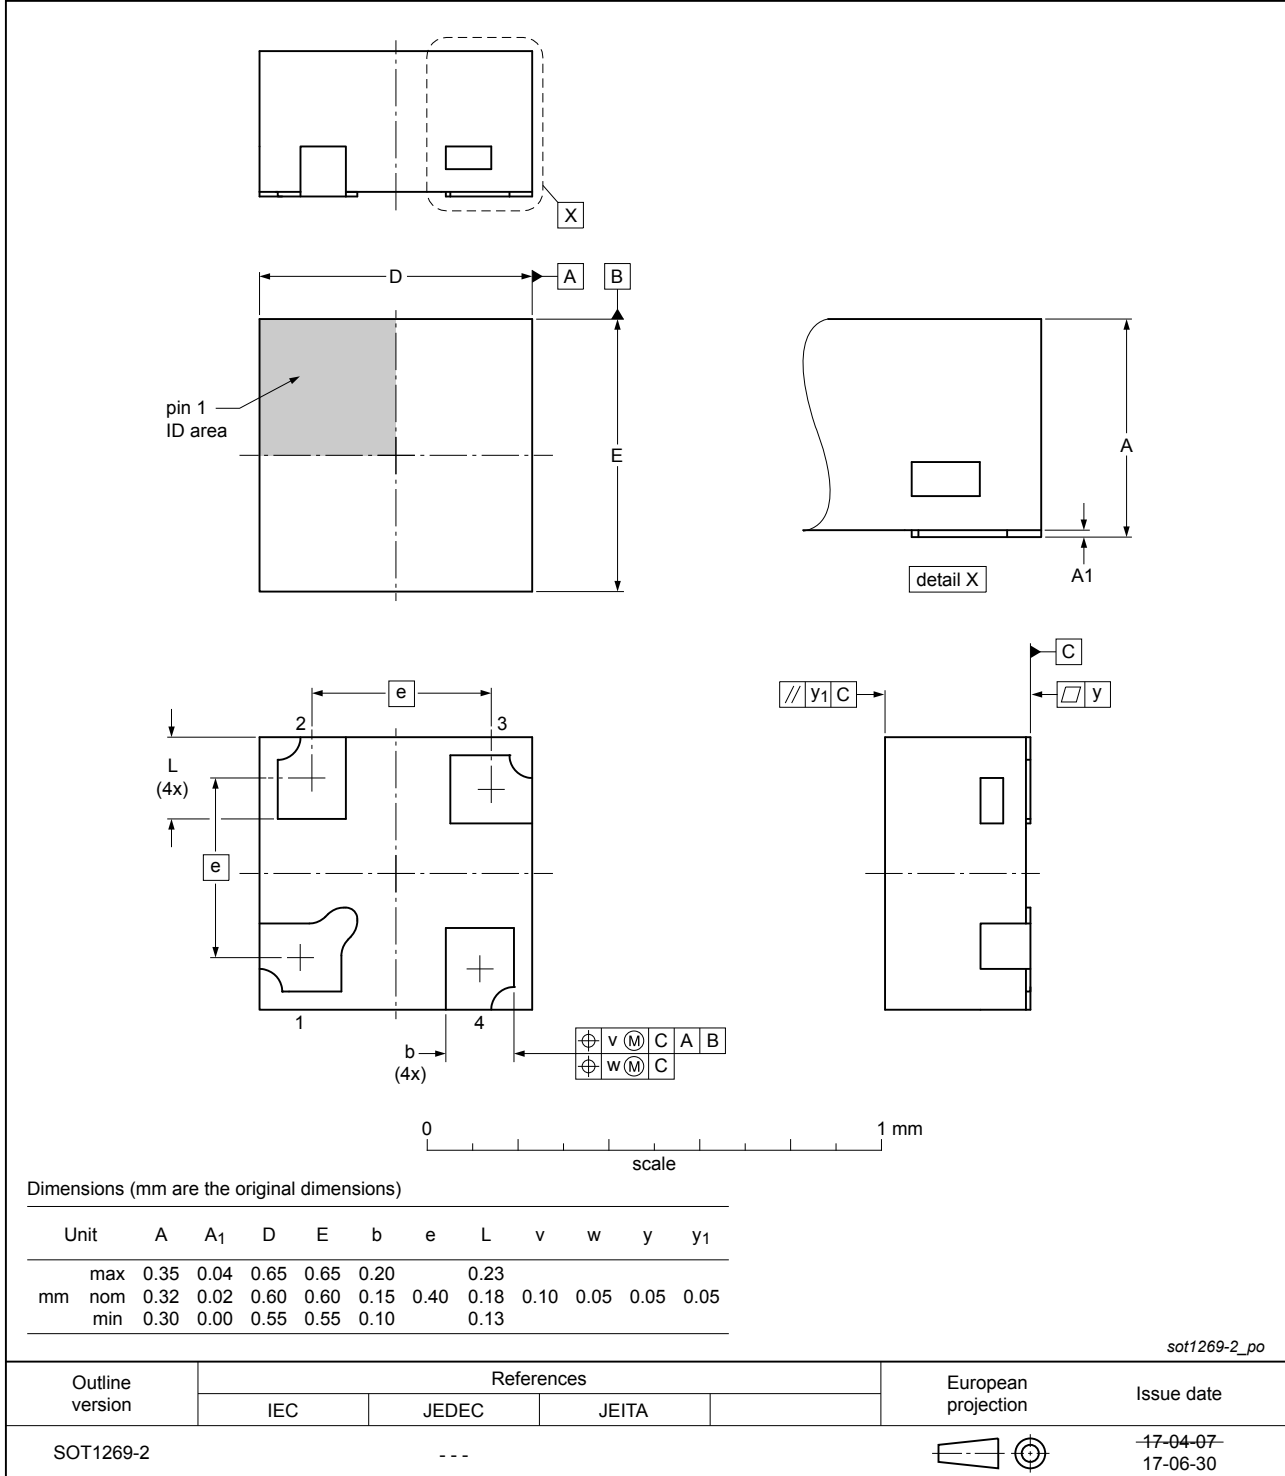 X
D
A
B
pin 1
ID area
E
A
A1
detail X
C
// y1 C
y
e
2
3
L
(4x)
e
1
4
b
(4x)
v M C A B
w M C
0
1 mm
scale
Dimensions (mm are the original dimensions)
Unit A A1 D E b e L v w y y1
max 0.35 0.04 0.65 0.65 0.20 0.23
mm nom 0.32 0.02 0.60 0.60 0.15 0.40 0.18 0.10 0.05 0.05 0.05
min 0.30 0.00 0.55 0.55 0.10 0.13
sot1269-2_po
Outline
version
References
IEC
JEDEC
JEITA
European
projection
Issue date
SOT1269-2
- - -
17-04-07
17-06-30